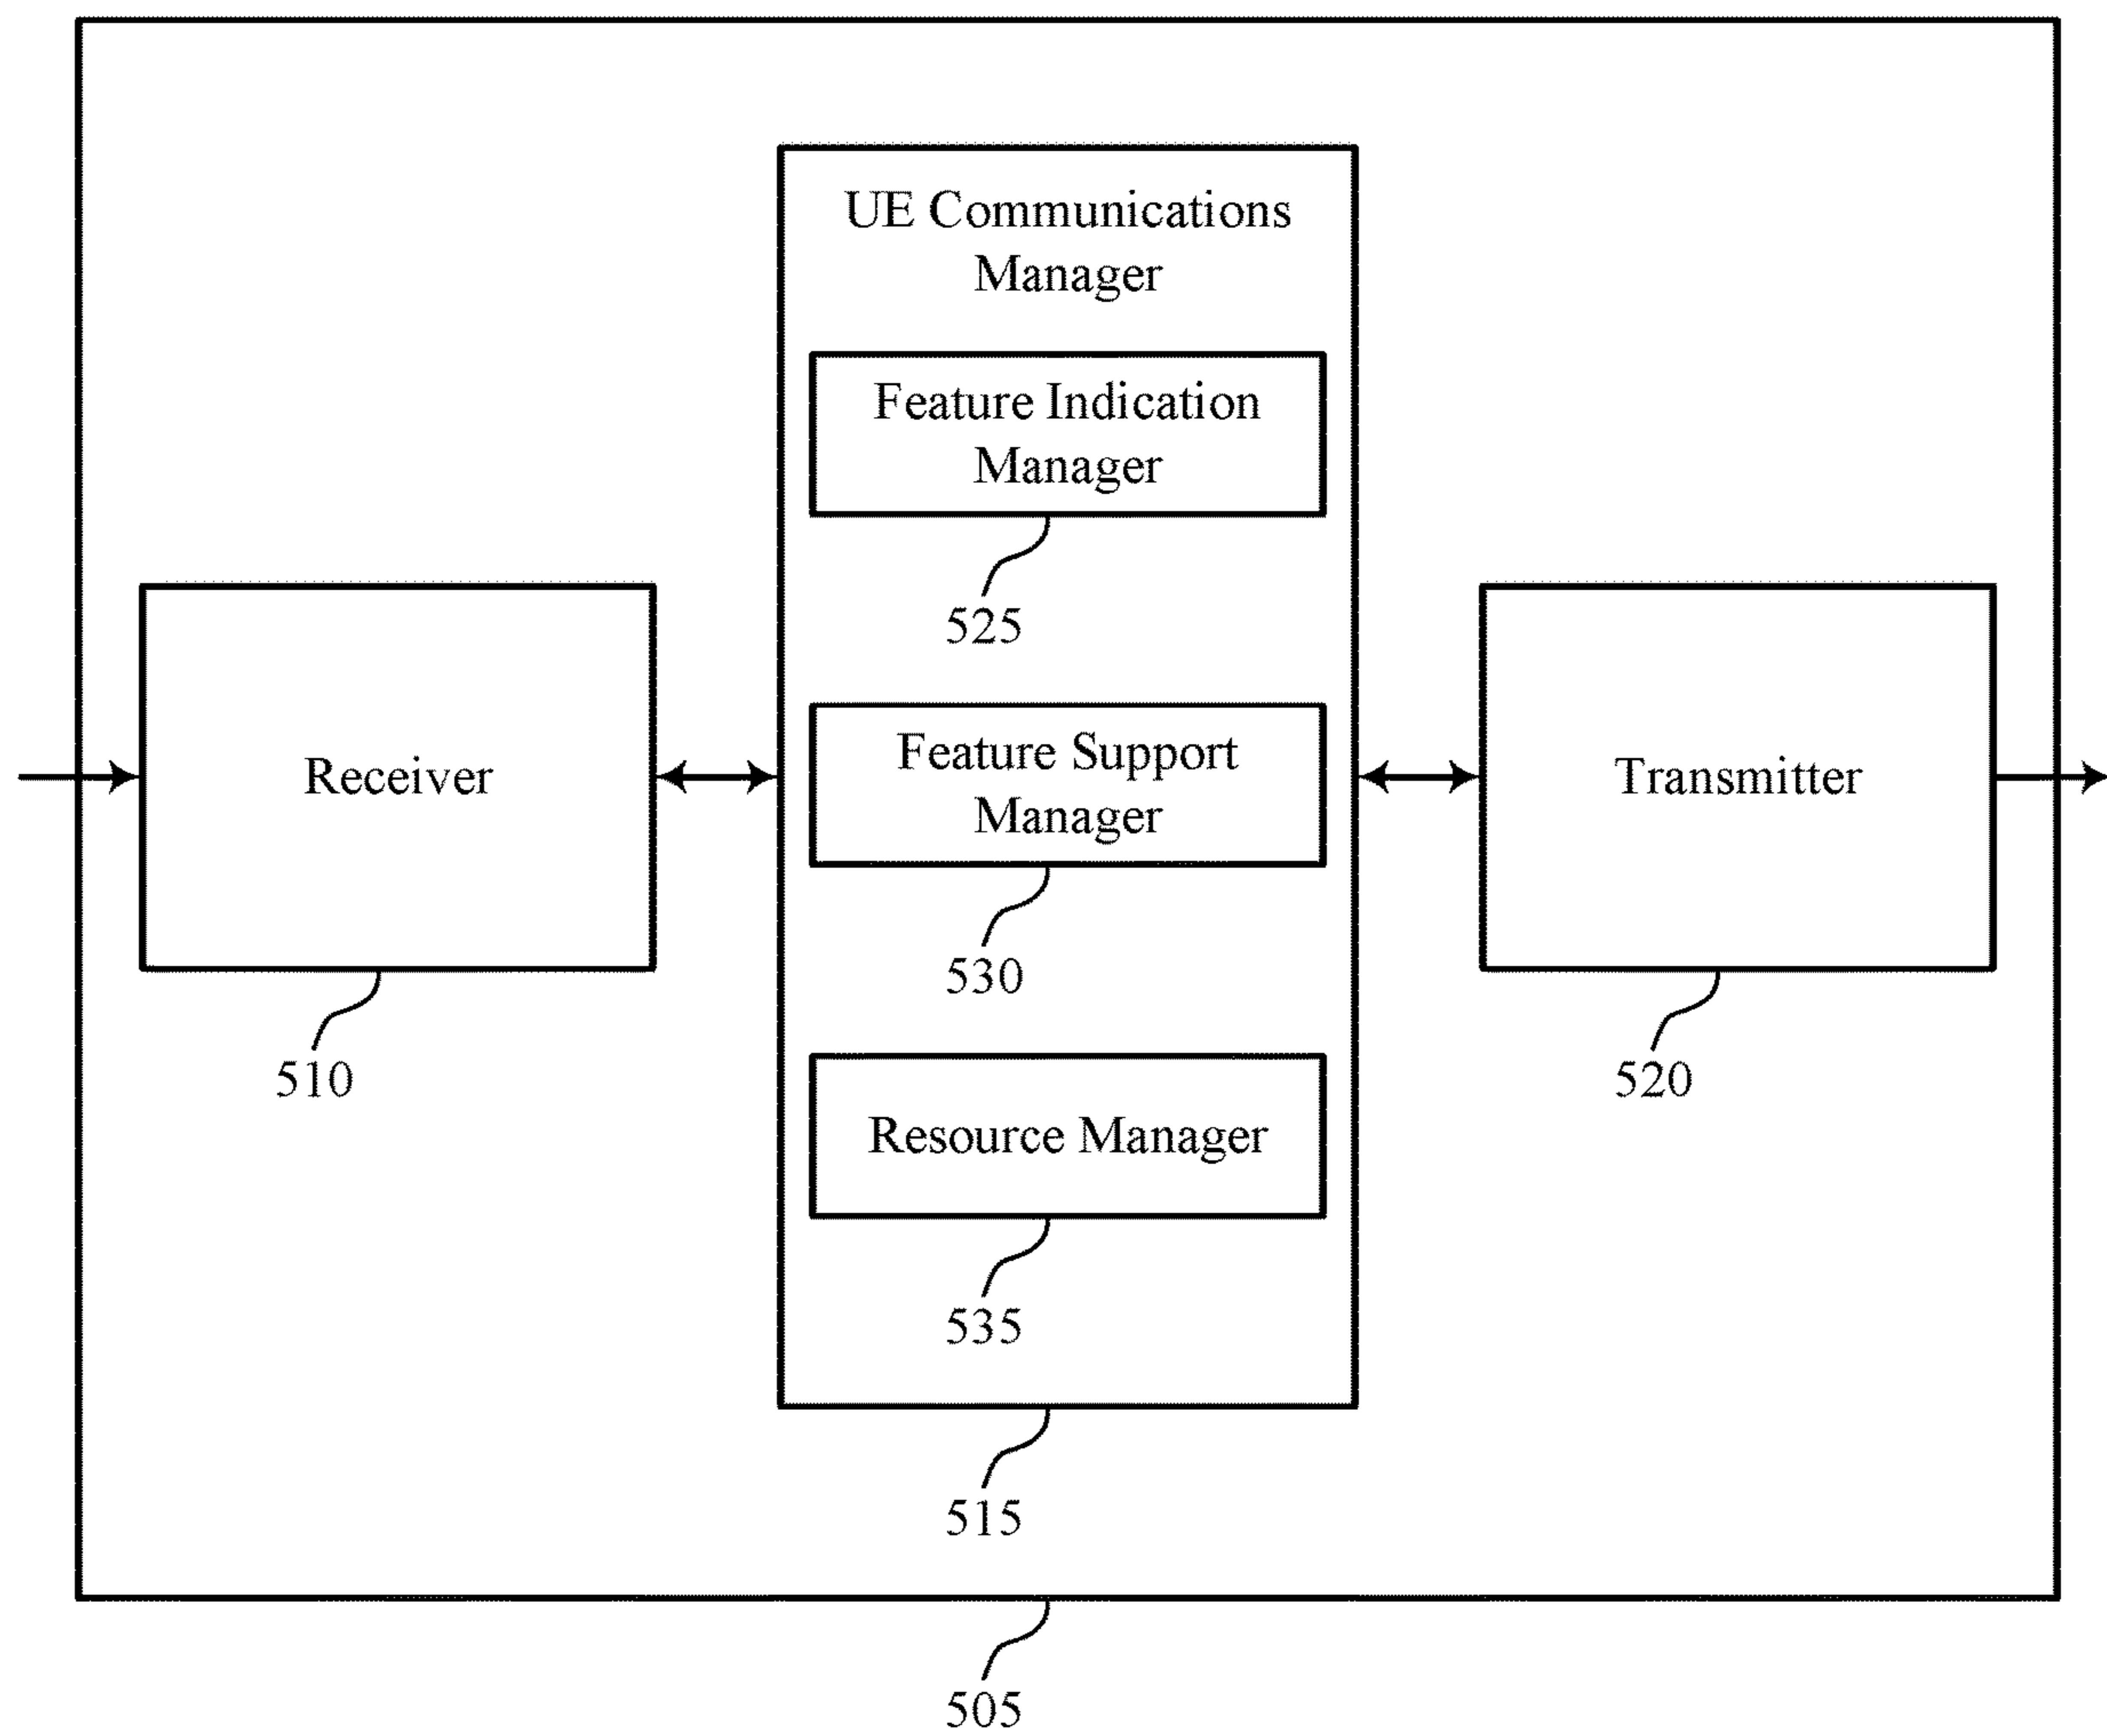 UE Communications
Manager
Feature Indication
Manager
525
Receiver
510
Feature Support
Manager
530
Transmitter
520
Resource Manager
535
515
505